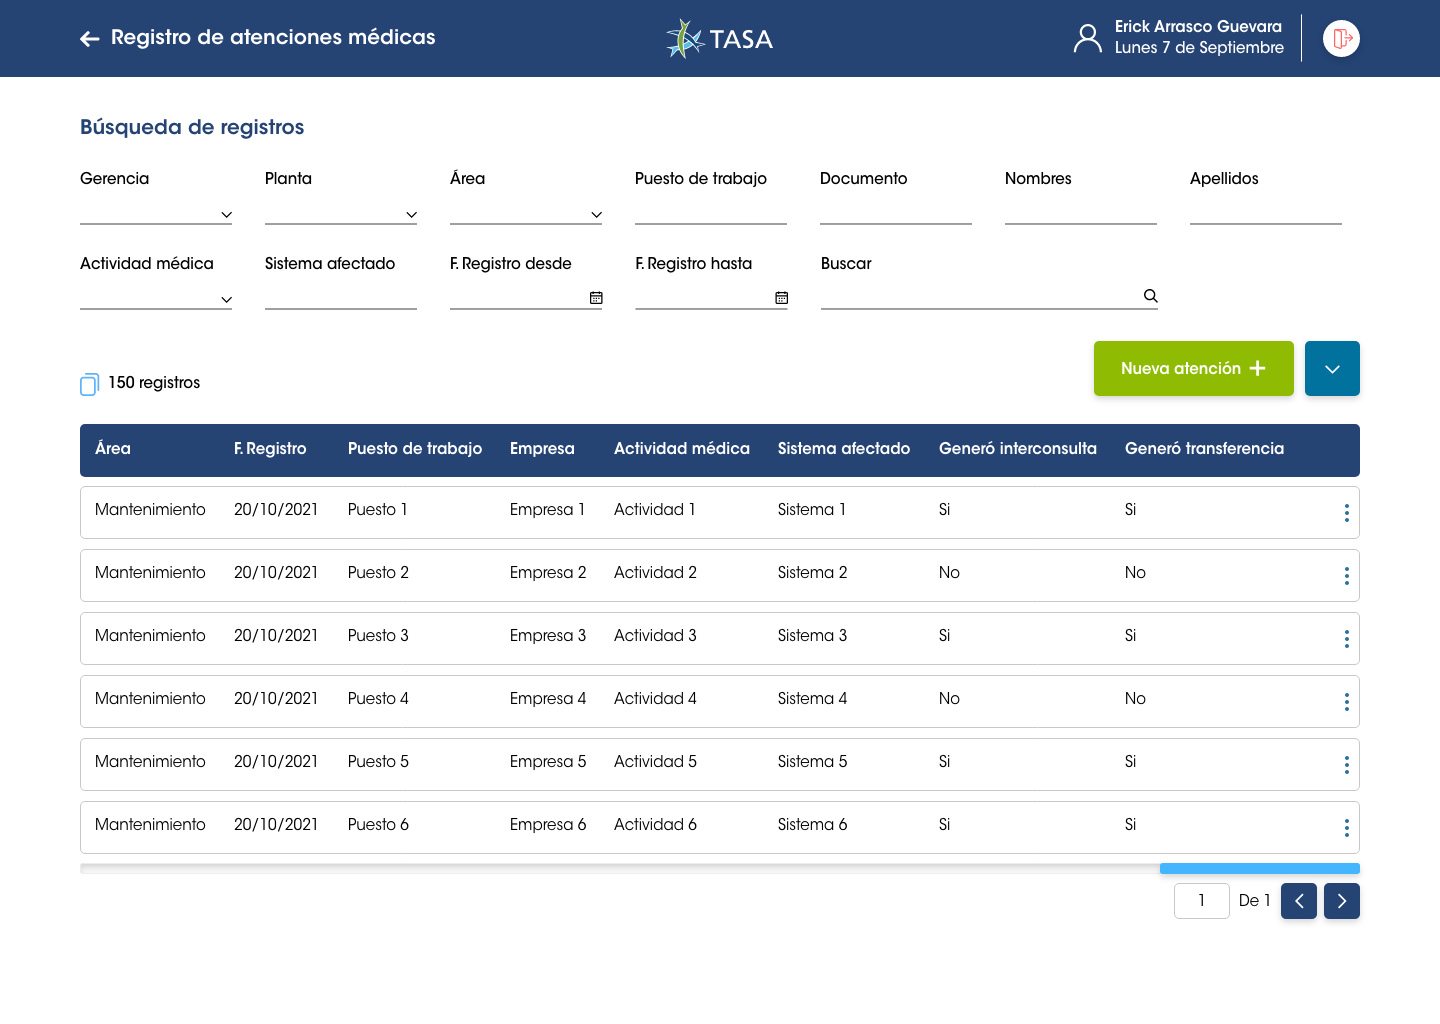 Registro de atenciones médicas
TASA
Erick Arrasco Guevara
Lunes 7 de Septiembre
Búsqueda de registros
Gerencia Planta Área Puesto de trabajo Documento Nombres Apellidos
Actividad médica Sistema afectado F. Registro desde F. Registro hasta Buscar
150 registros
Nueva atención
Área F. Registro Puesto de trabajo Empresa Actividad médica Sistema afectado Generó interconsulta Generó transferencia
Mantenimiento 20/10/2021 Puesto 1 Empresa 1 Actividad 1 Sistema 1 Si Si
Mantenimiento 20/10/2021 Puesto 2 Empresa 2 Actividad 2 Sistema 2 No No
Mantenimiento 20/10/2021 Puesto 3 Empresa 3 Actividad 3 Sistema 3 Si Si
Mantenimiento 20/10/2021 Puesto 4 Empresa 4 Actividad 4 Sistema 4 No No
Mantenimiento 20/10/2021 Puesto 5 Empresa 5 Actividad 5 Sistema 5 Si Si
Mantenimiento 20/10/2021 Puesto 6 Empresa 6 Actividad 6 Sistema 6 Si Si
1 De 1